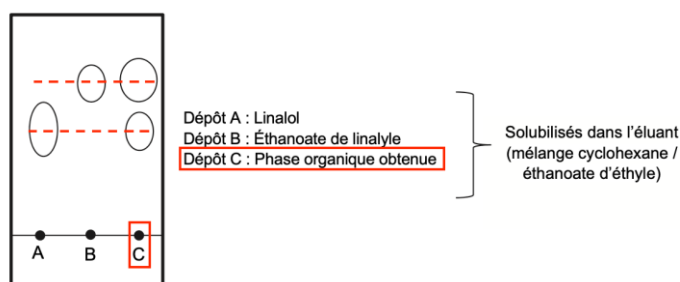 Dépôt A : Linalol
Dépôt B : Éthanoate de linalyle
Dépôt C : Phase organique obtenue
Solubilisés dans l'éluant
(mélange cyclohexane /
éthanoate d'éthyle)
A B C